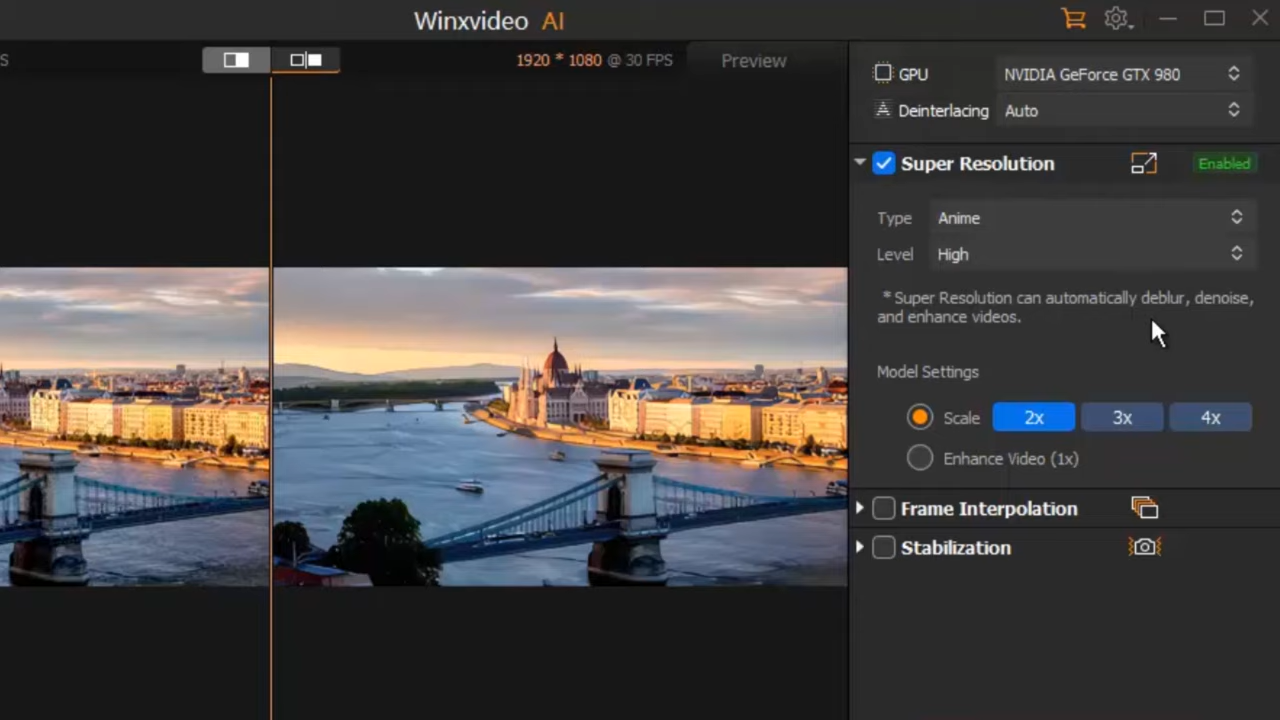 Winxvideo AI
S
1920 * 1080 @ 30 FPS
Preview
GPU NVIDIA GeForce GTX 980
Deinterlacing Auto
Super Resolution Enabled
Type Anime
Level High
* Super Resolution can automatically deblur, denoise,
and enhance videos.
Model Settings
Scale 2x 3x 4x
Enhance Video (1x)
Frame Interpolation
Stabilization